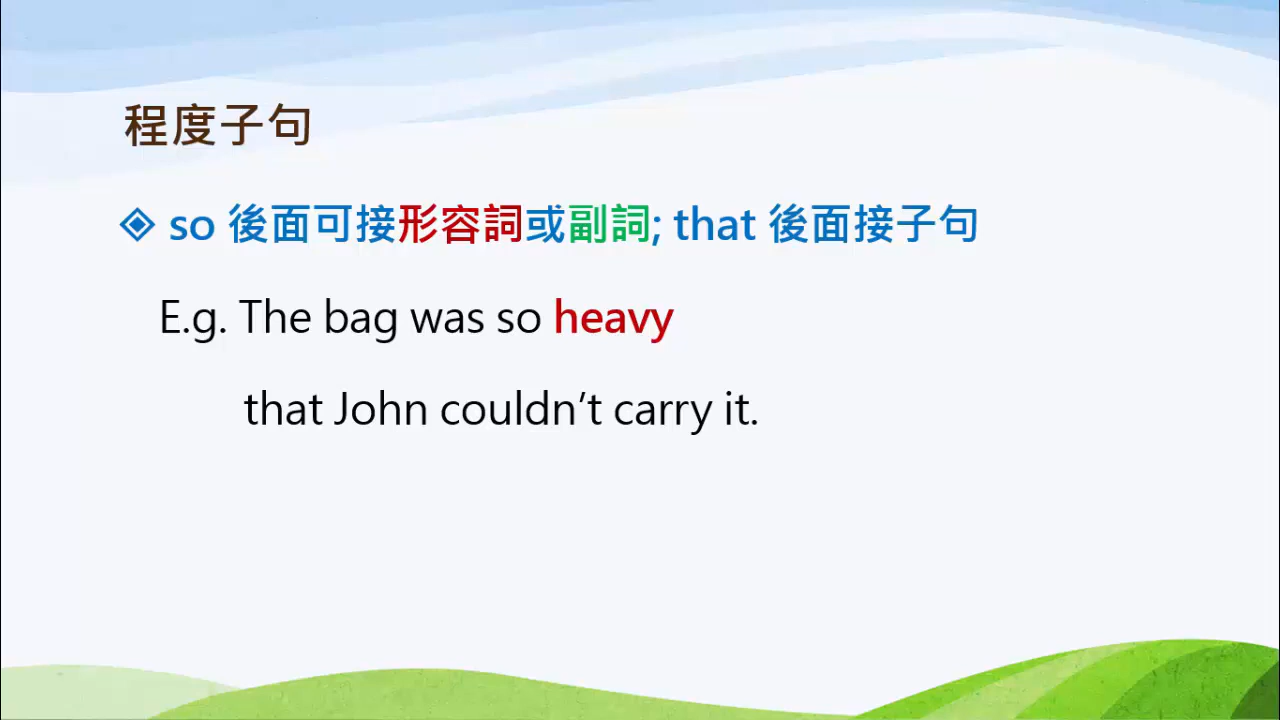 程度子句
so 後面可接形容詞或副詞; that 後面接子句
E.g. The bag was so heavy
that John couldn’t carry it.